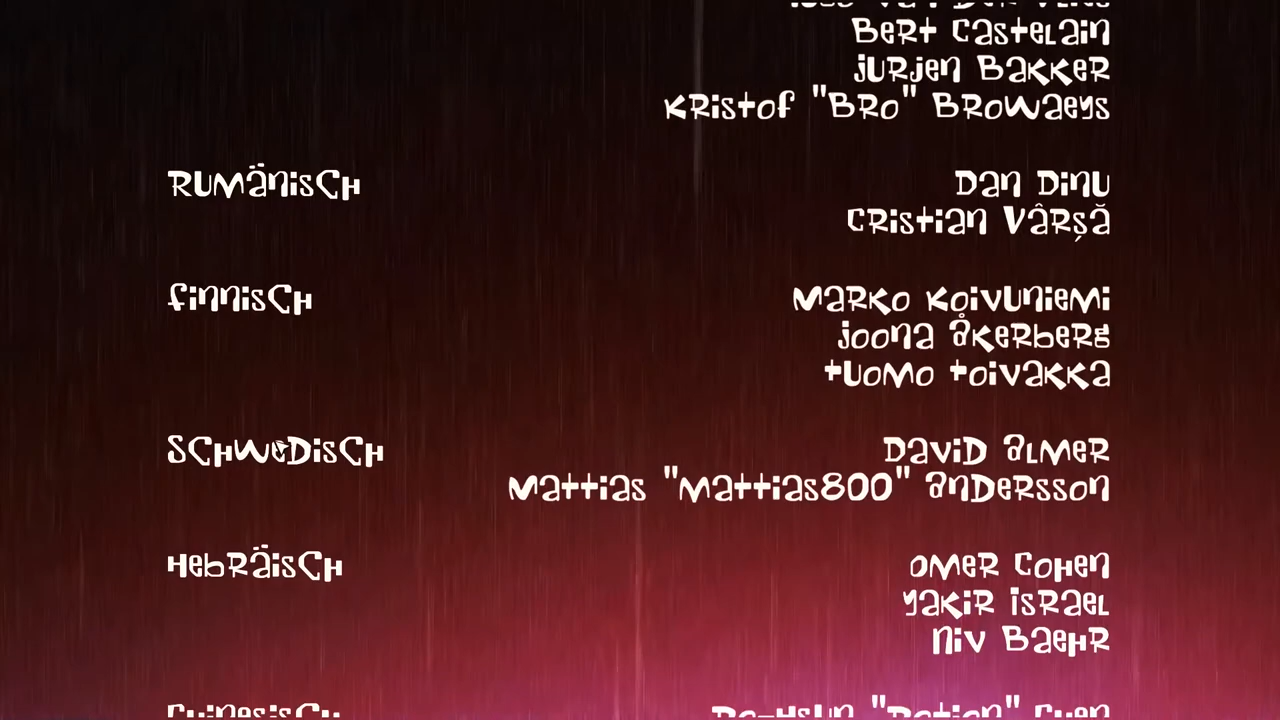 Bert Castelain
Jurjen Bakker
Kristof "Bro" Browaeys
Rumänisch Dan Dinu
Cristian Vârșă
Finnisch Marko Koivuniemi
Joona Åkerberg
Tuomo Toivakka
Schwedisch David Almer
Mattias "Mattias800" Andersson
Hebräisch Omer Cohen
Yakir Israel
Niv Baehr
Chinesisch